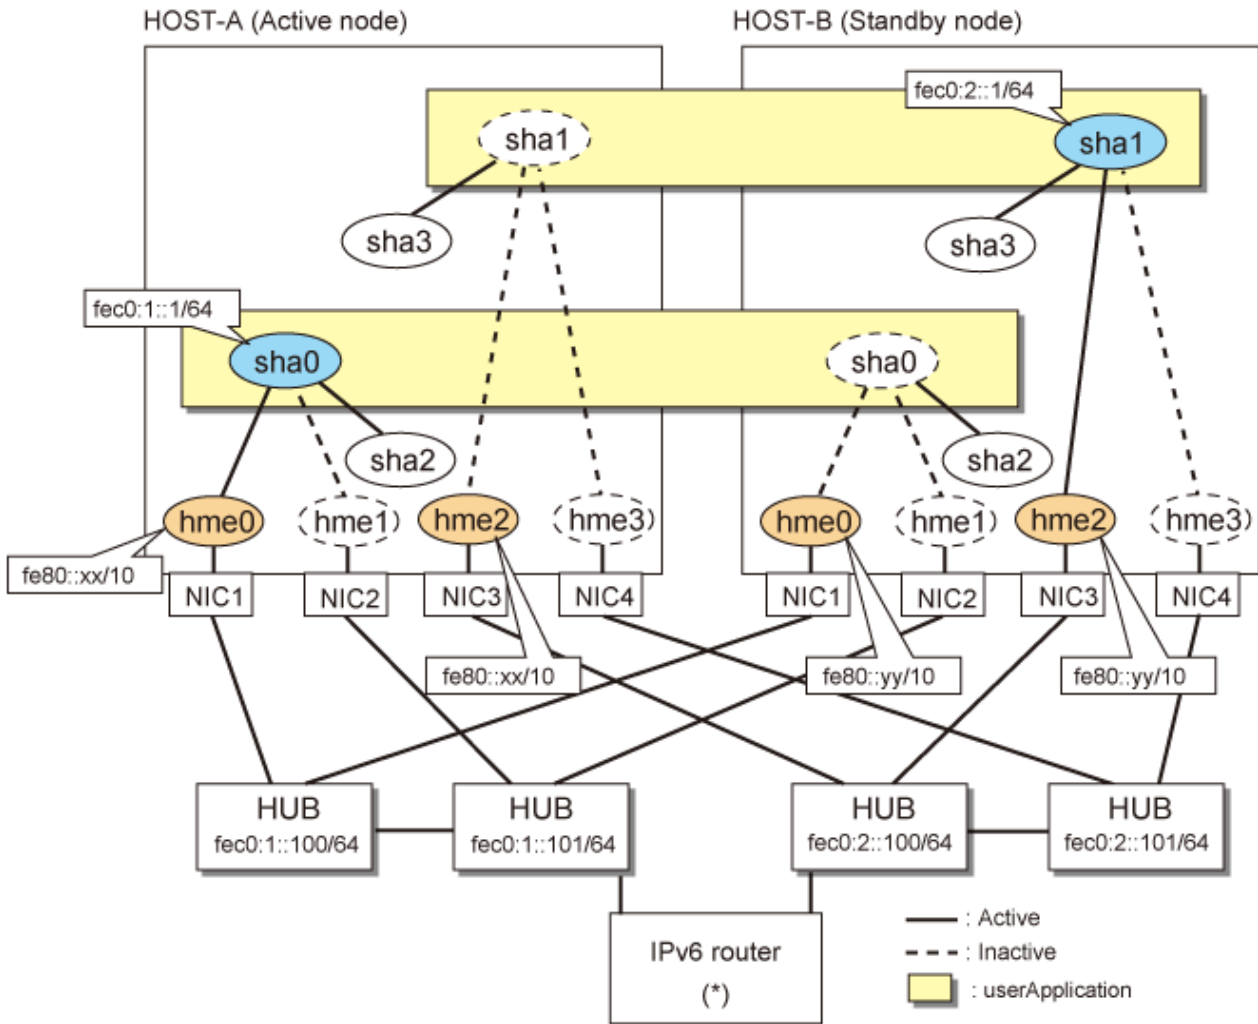 HOST-A (Active node)
HOST-B (Standby node)
fec0:2::1/64
sha1
sha1
sha3
sha3
fec0:1::1/64
sha0
sha0
sha2
sha2
hme0
hme1
hme2
hme3
hme0
hme1
hme2
hme3
fe80::xx/10
NIC1
NIC2
NIC3
NIC4
NIC1
NIC2
NIC3
NIC4
fe80::xx/10
fe80::yy/10
fe80::yy/10
HUB
fec0:1::100/64
HUB
fec0:1::101/64
HUB
fec0:2::100/64
HUB
fec0:2::101/64
IPv6 router
(*)
: Active
: Inactive
: userApplication